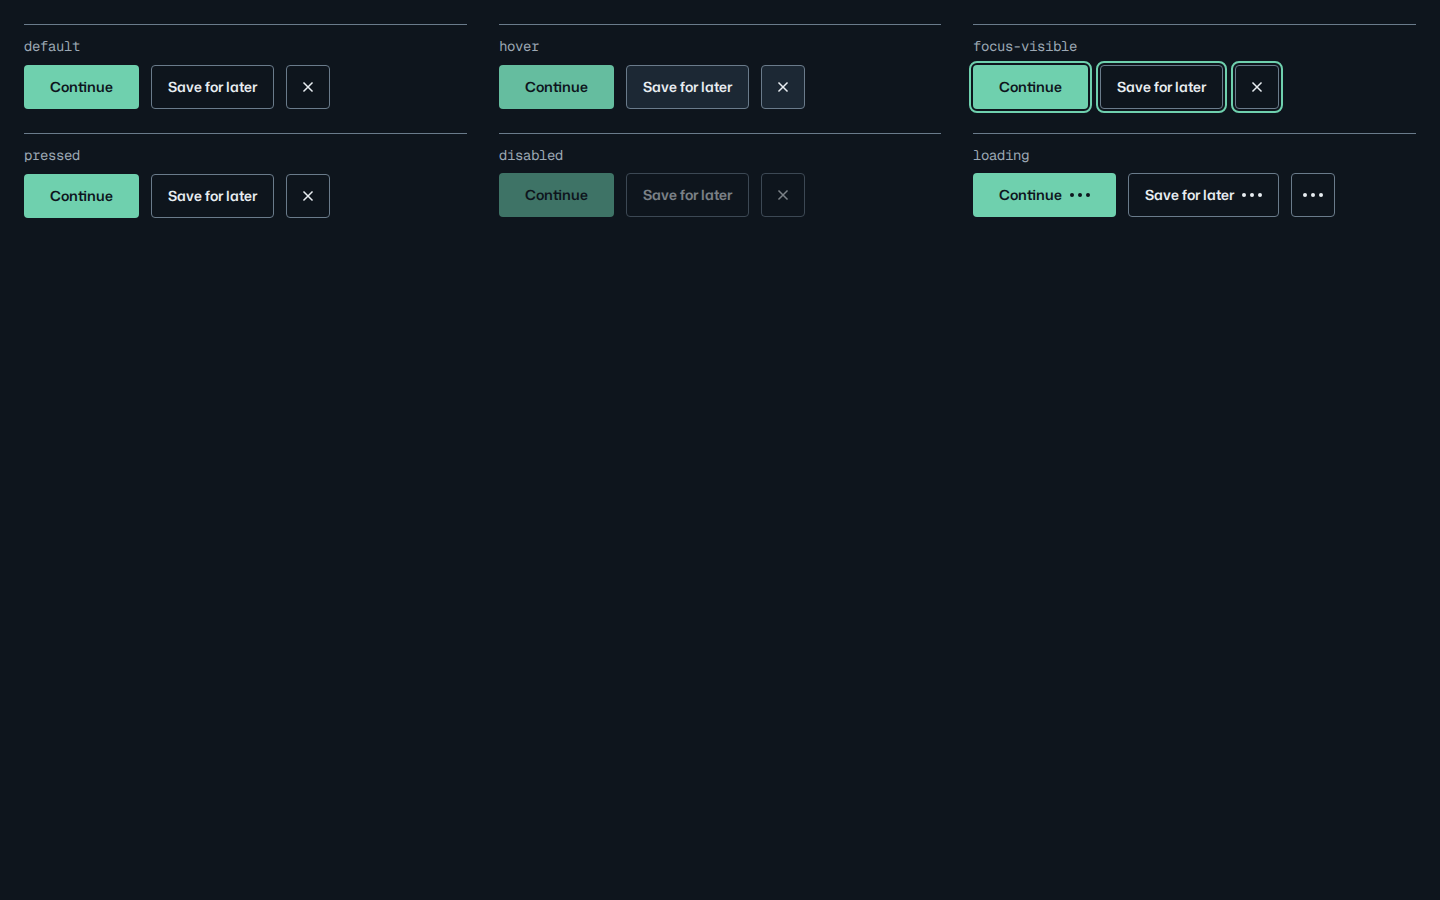 default
Continue Save for later
hover
Continue Save for later
focus-visible
Continue Save for later
pressed
Continue Save for later
disabled
Continue Save for later
loading
Continue Save for later